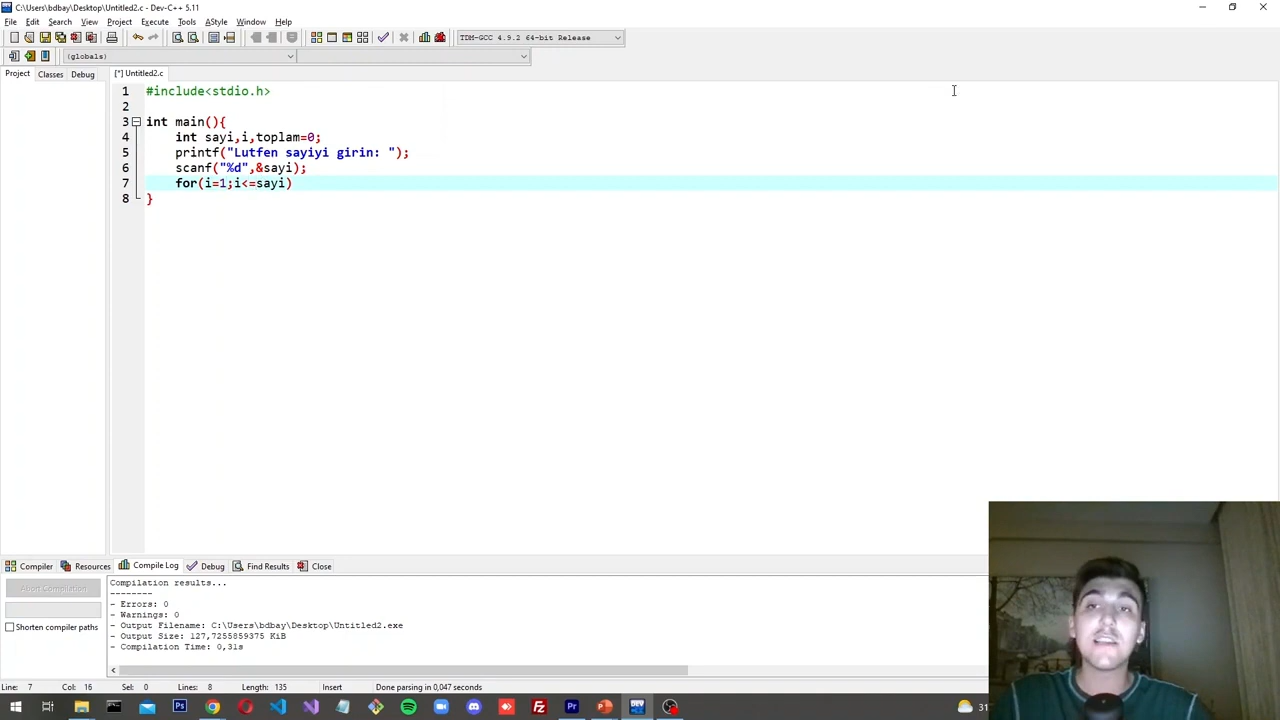 C:\Users\bdbay\Desktop\Untitled2.c - Dev-C++ 5.11
File Edit Search View Project Execute Tools AStyle Window Help
TDM-GCC 4.9.2 64-bit Release
(globals)
Project Classes Debug [*] Untitled2.c
1 #include<stdio.h>
2
3 int main(){
4 int sayi,i,toplam=0;
5 printf("Lutfen sayiyi girin: ");
6 scanf("%d",&sayi);
7 for(i=1;i<=sayi)
8 }
Compiler Resources Compile Log Debug Find Results Close
Abort Compilation
Shorten compiler paths
Compilation results...
--------
- Errors: 0
- Warnings: 0
- Output Filename: C:\Users\bdbay\Desktop\Untitled2.exe
- Output Size: 127,7255859375 KiB
- Compilation Time: 0,31s
Line: 7 Col: 16 Sel: 0 Lines: 8 Length: 135 Insert Done parsing in 0,047 seconds
Ps Pr DEV